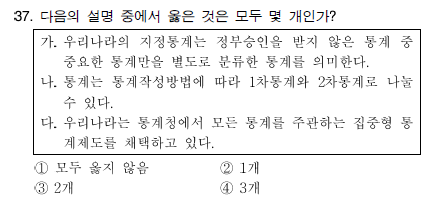 37. 다음의 설명 중에서 옳은 것은 모두 몇 개인가?
가. 우리나라의 지정통계는 정부승인을 받지 않은 통계 중
중요한 통계만을 별도로 분류한 통계를 의미한다.
나. 통계는 통계작성방법에 따라 1차통계와 2차통계로 나눌
수 있다.
다. 우리나라는 통계청에서 모든 통계를 주관하는 집중형 통
계제도를 채택하고 있다.
① 모두 옳지 않음 ② 1개
③ 2개 ④ 3개